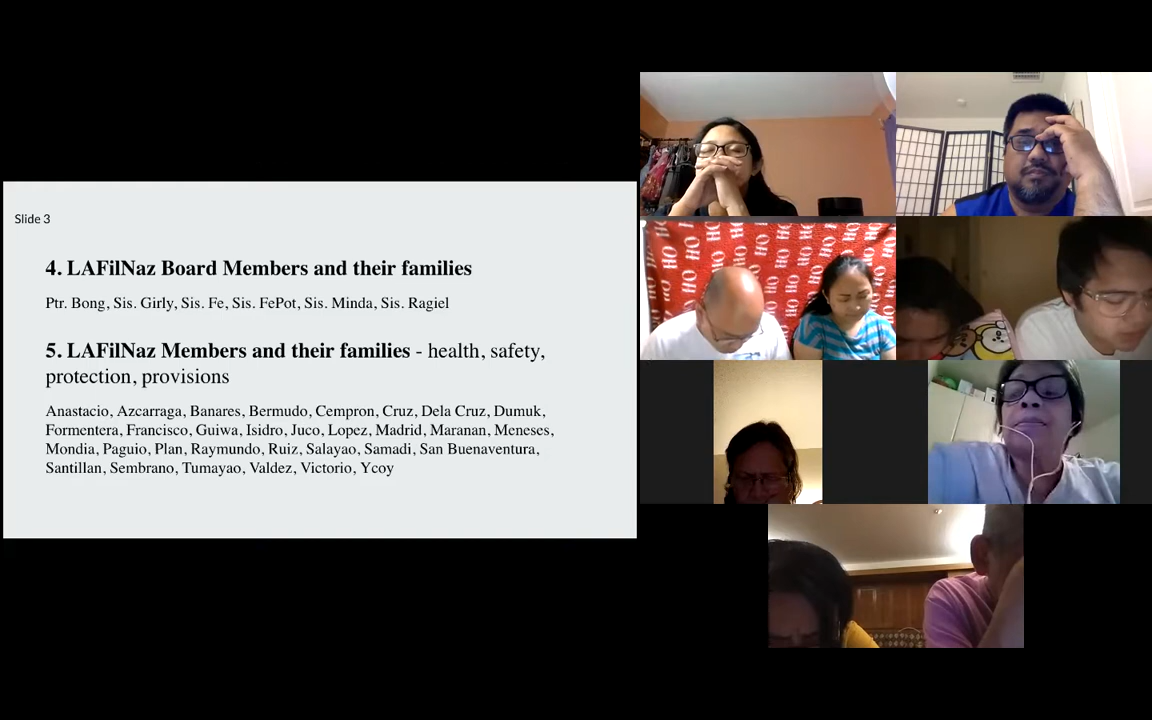 Slide 3
4. LAFilNaz Board Members and their families
Ptr. Bong, Sis. Girly, Sis. Fe, Sis. FePot, Sis. Minda, Sis. Ragiel
5. LAFilNaz Members and their families - health, safety,
protection, provisions
Anastacio, Azcarraga, Banares, Bermudo, Cempron, Cruz, Dela Cruz, Dumuk,
Formentera, Francisco, Guiwa, Isidro, Juco, Lopez, Madrid, Maranan, Meneses,
Mondia, Paguio, Plan, Raymundo, Ruiz, Salayao, Samadi, San Buenaventura,
Santillan, Sembrano, Tumayao, Valdez, Victorio, Ycoy
HO HO HO